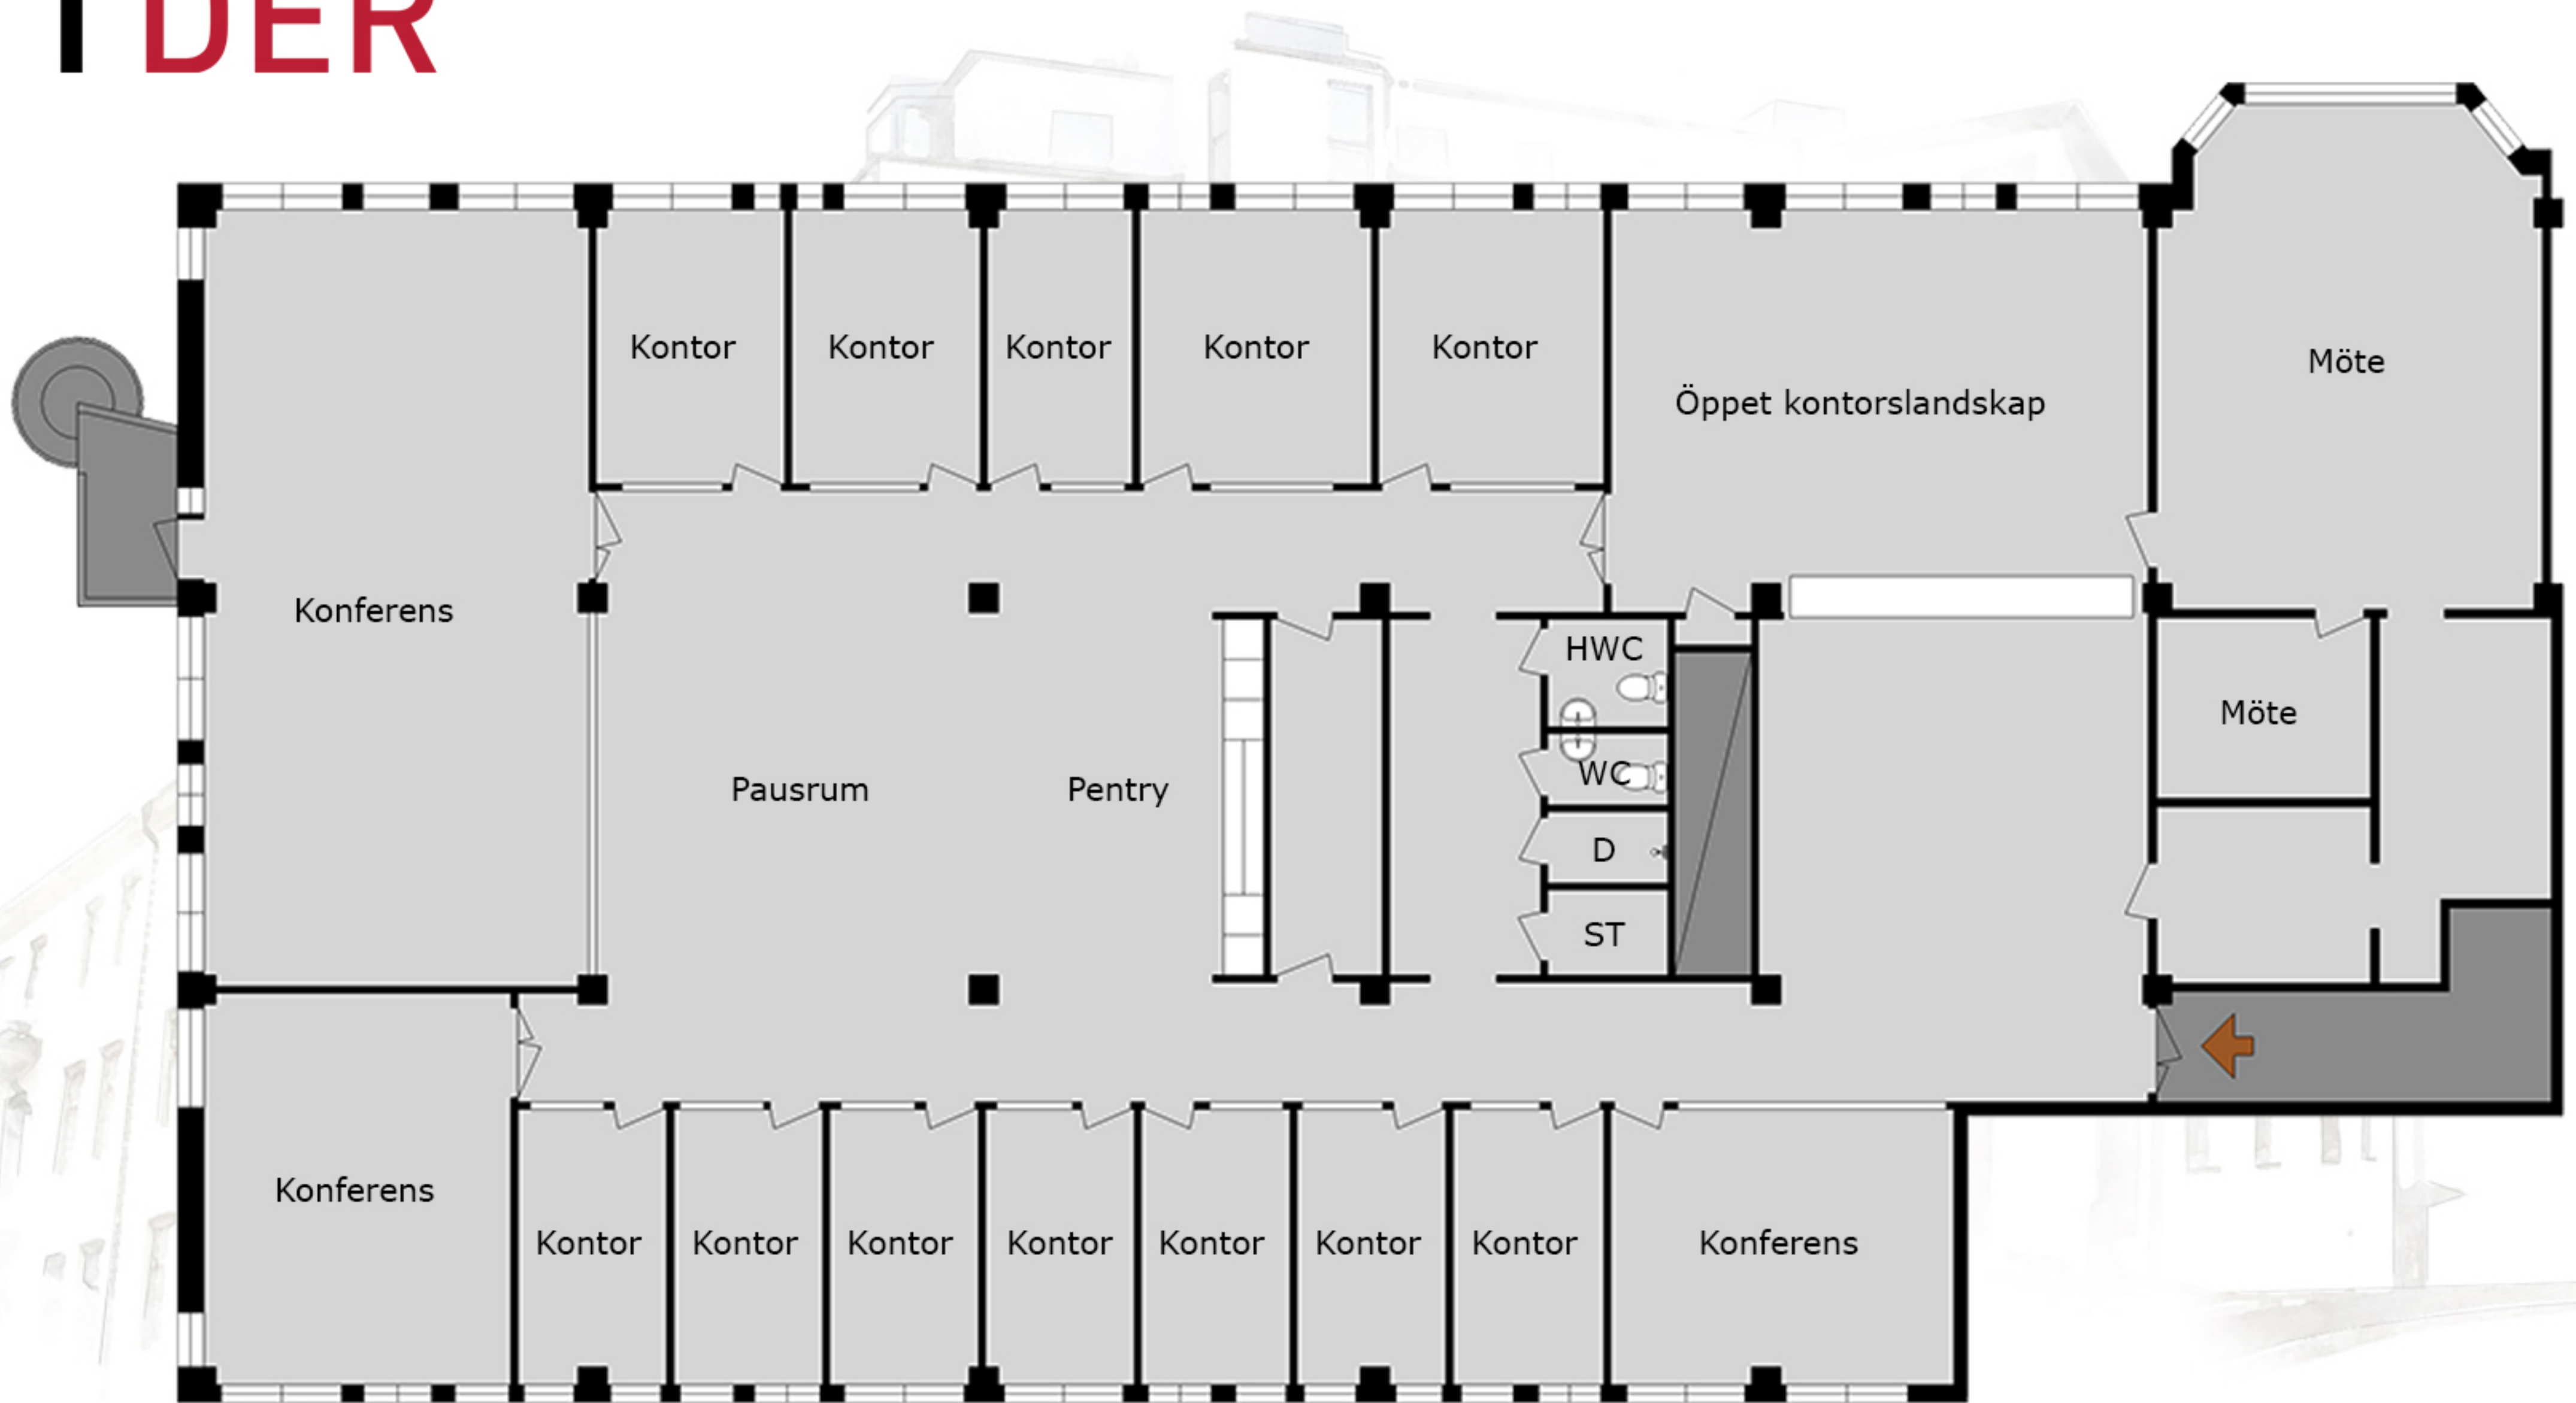 DER
Kontor Kontor Kontor Kontor Kontor
Möte
Öppet kontorslandskap
Konferens
HWC
Möte
WC
Pausrum Pentry
D
ST
Konferens
Kontor Kontor Kontor Kontor Kontor Kontor Kontor Konferens